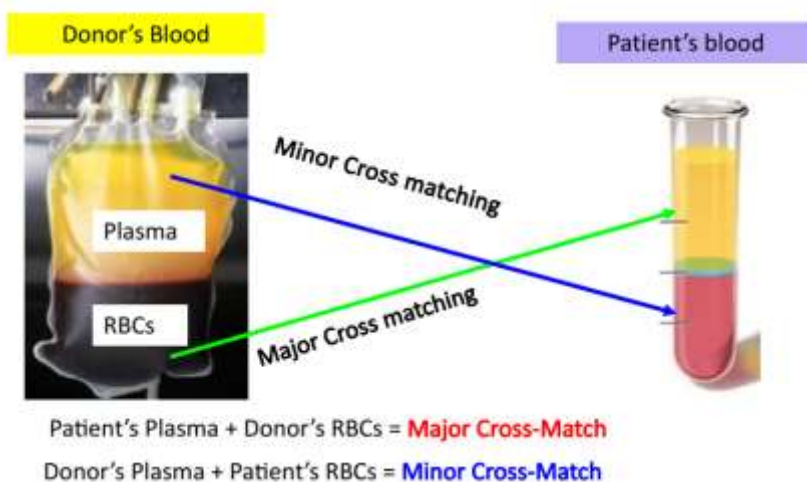 Donor's Blood
Patient's blood
Minor Cross matching
Plasma
RBCs
Major Cross matching
Patient's Plasma + Donor's RBCs = Major Cross-Match
Donor's Plasma + Patient's RBCs = Minor Cross-Match